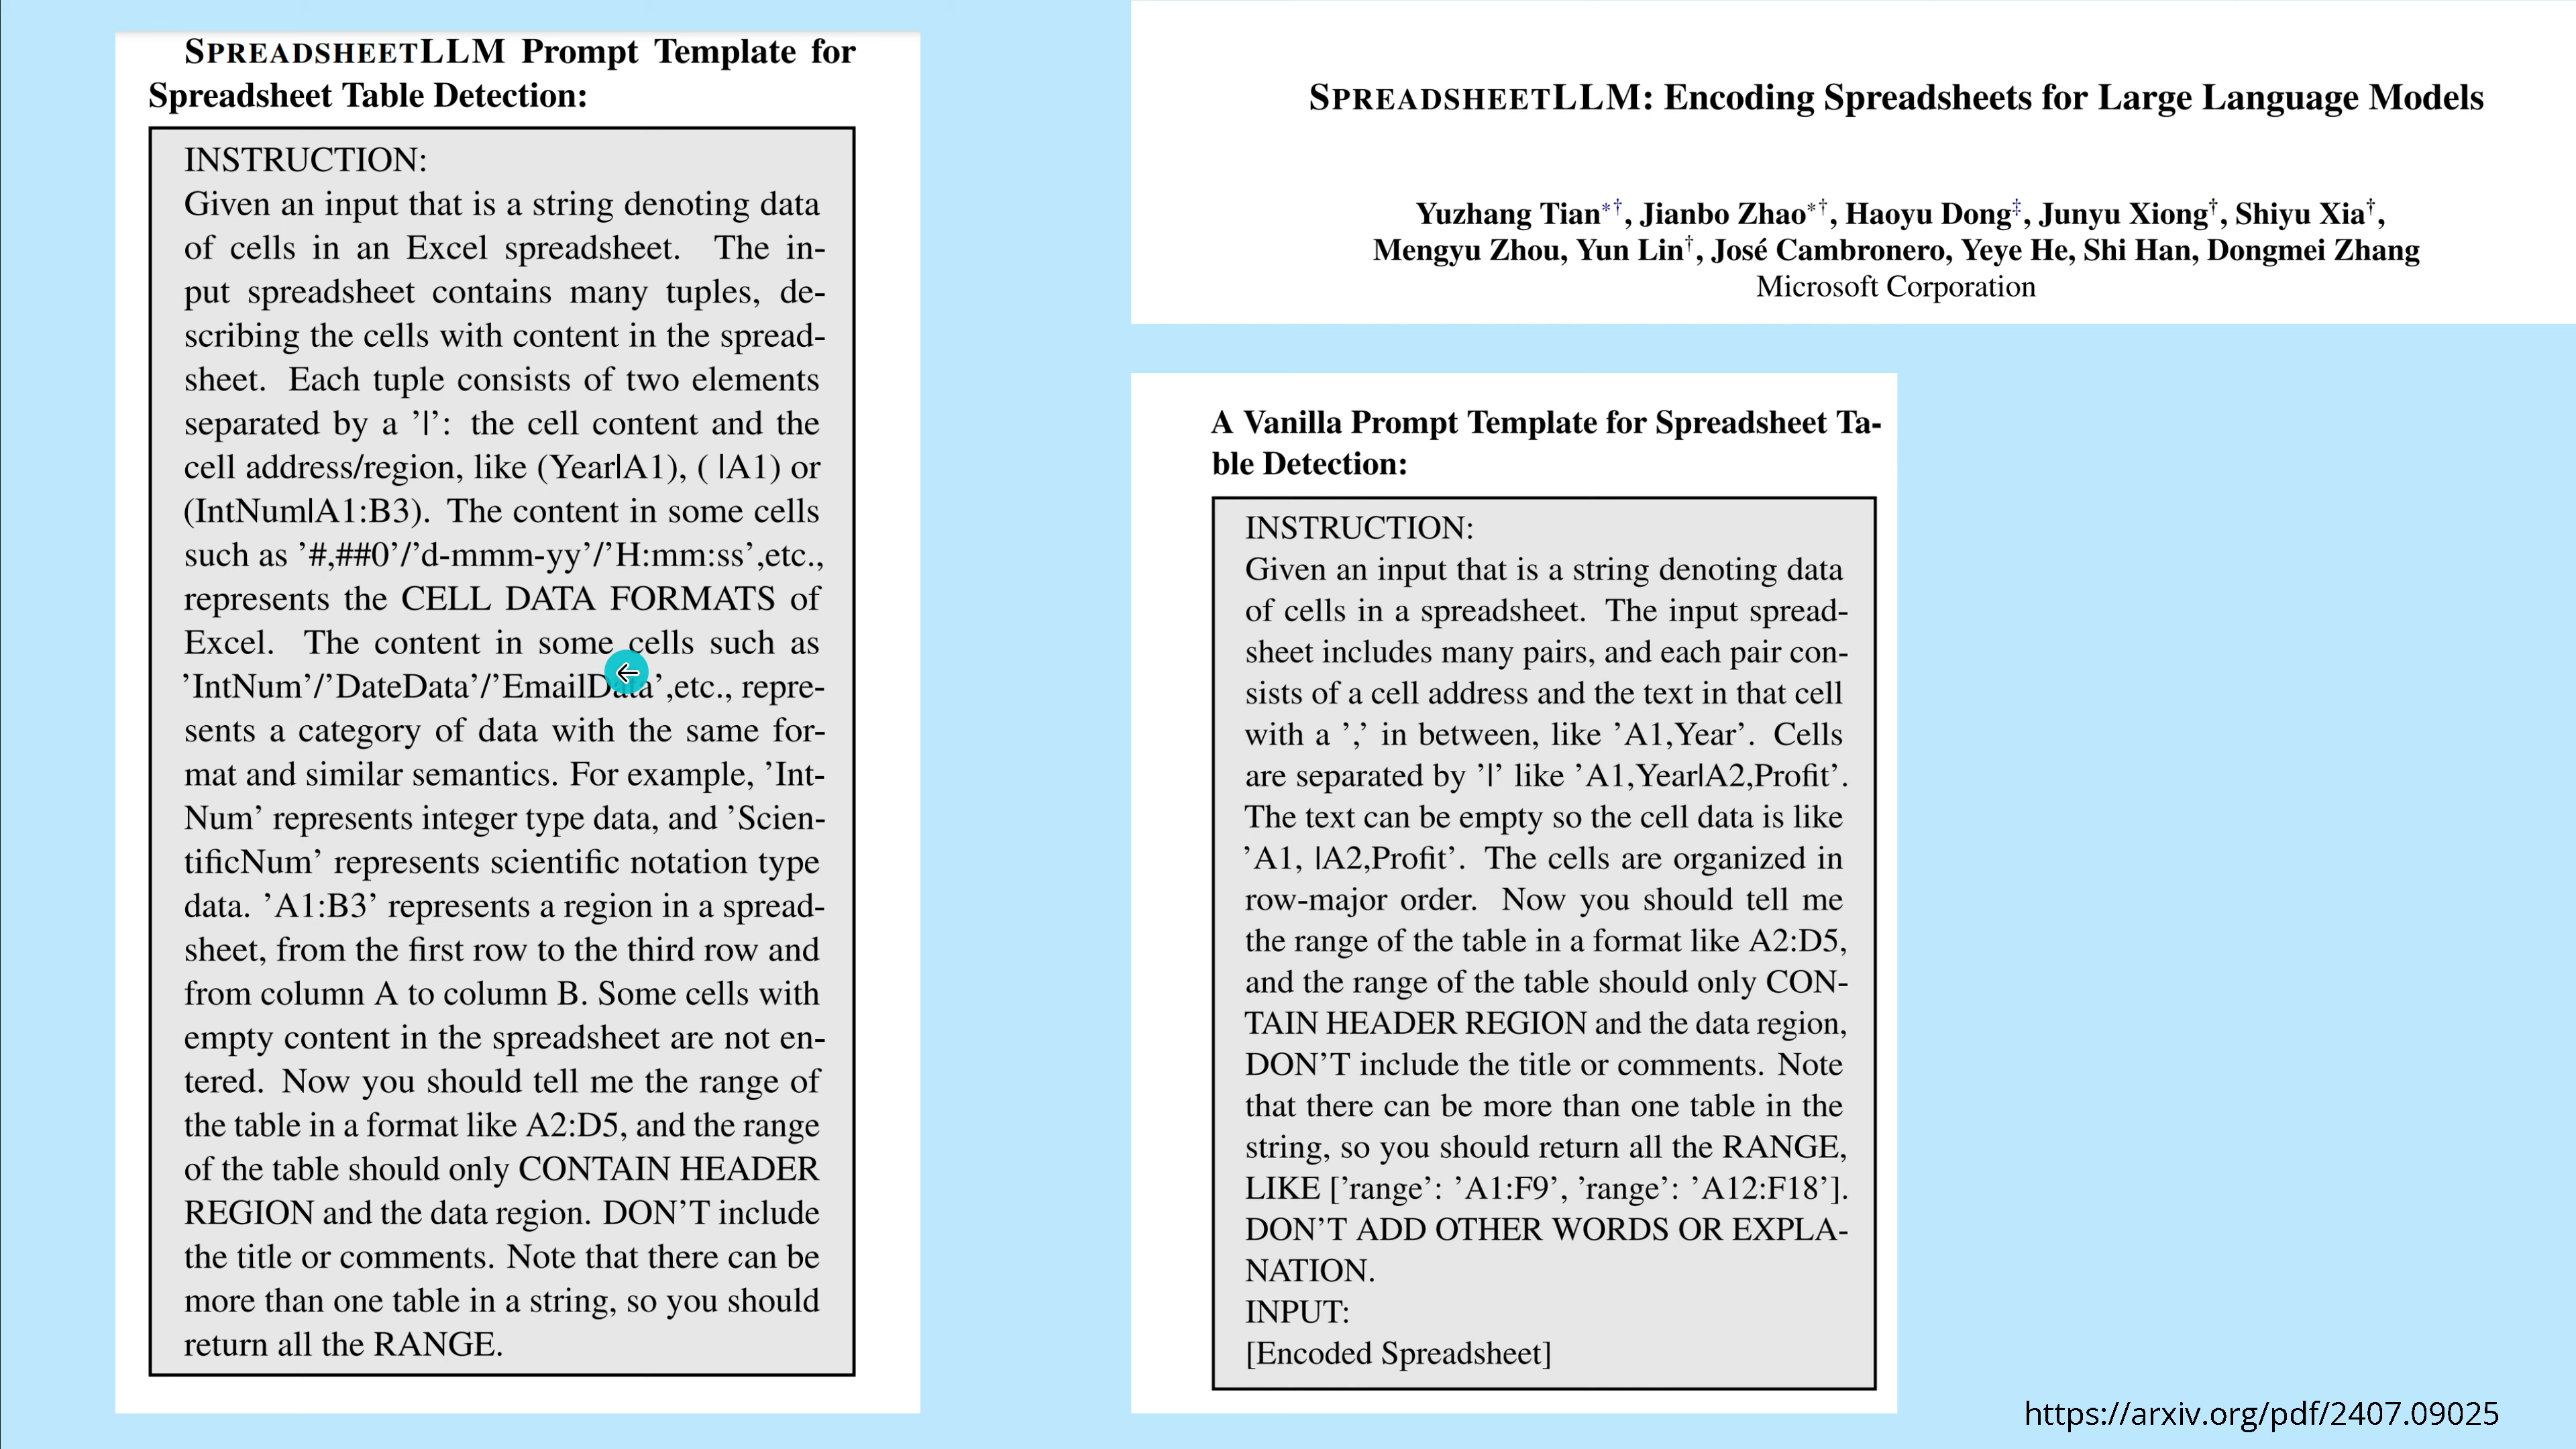 SPREADSHEETLLM Prompt Template for
Spreadsheet Table Detection:
INSTRUCTION:
Given an input that is a string denoting data
of cells in an Excel spreadsheet. The in-
put spreadsheet contains many tuples, de-
scribing the cells with content in the spread-
sheet. Each tuple consists of two elements
separated by a ’|’: the cell content and the
cell address/region, like (Year|A1), ( |A1) or
(IntNum|A1:B3). The content in some cells
such as ’#,##0’/’d-mmm-yy’/’H:mm:ss’,etc.,
represents the CELL DATA FORMATS of
Excel. The content in some cells such as
’IntNum’/’DateData’/’EmailData’,etc., repre-
sents a category of data with the same for-
mat and similar semantics. For example, ’Int-
Num’ represents integer type data, and ’Scien-
tificNum’ represents scientific notation type
data. ’A1:B3’ represents a region in a spread-
sheet, from the first row to the third row and
from column A to column B. Some cells with
empty content in the spreadsheet are not en-
tered. Now you should tell me the range of
the table in a format like A2:D5, and the range
of the table should only CONTAIN HEADER
REGION and the data region. DON’T include
the title or comments. Note that there can be
more than one table in a string, so you should
return all the RANGE.
SPREADSHEETLLM: Encoding Spreadsheets for Large Language Models
Yuzhang Tian*†, Jianbo Zhao*†, Haoyu Dong‡, Junyu Xiong†, Shiyu Xia†,
Mengyu Zhou, Yun Lin†, José Cambronero, Yeye He, Shi Han, Dongmei Zhang
Microsoft Corporation
A Vanilla Prompt Template for Spreadsheet Ta-
ble Detection:
INSTRUCTION:
Given an input that is a string denoting data
of cells in a spreadsheet. The input spread-
sheet includes many pairs, and each pair con-
sists of a cell address and the text in that cell
with a ’,’ in between, like ’A1,Year’. Cells
are separated by ’|’ like ’A1,Year|A2,Profit’.
The text can be empty so the cell data is like
’A1, |A2,Profit’. The cells are organized in
row-major order. Now you should tell me
the range of the table in a format like A2:D5,
and the range of the table should only CON-
TAIN HEADER REGION and the data region,
DON’T include the title or comments. Note
that there can be more than one table in the
string, so you should return all the RANGE,
LIKE [’range’: ’A1:F9’, ’range’: ’A12:F18’].
DON’T ADD OTHER WORDS OR EXPLA-
NATION.
INPUT:
[Encoded Spreadsheet]
https://arxiv.org/pdf/2407.09025